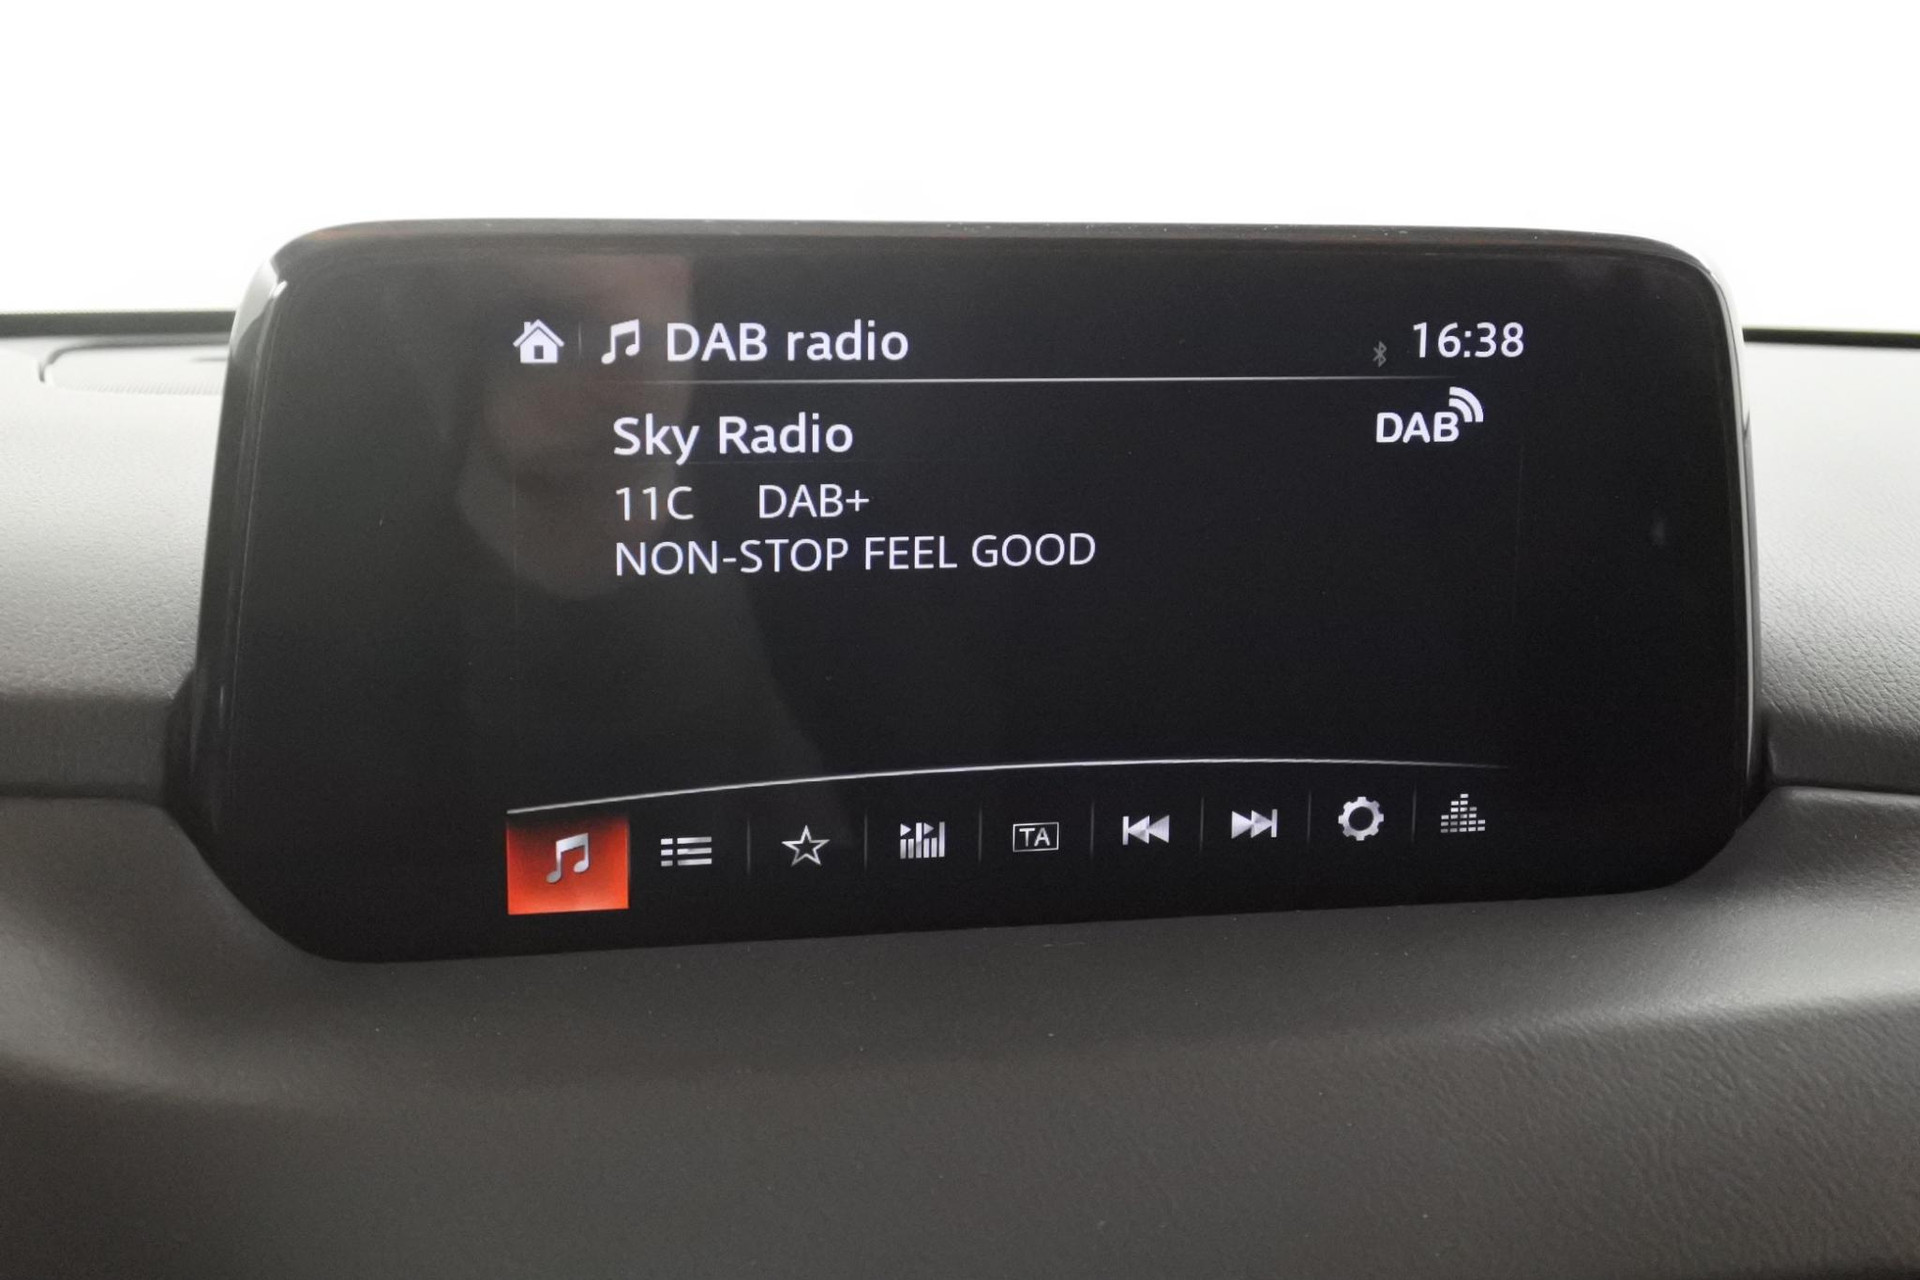 DAB radio 16:38
Sky Radio DAB
11C DAB+
NON-STOP FEEL GOOD
TA